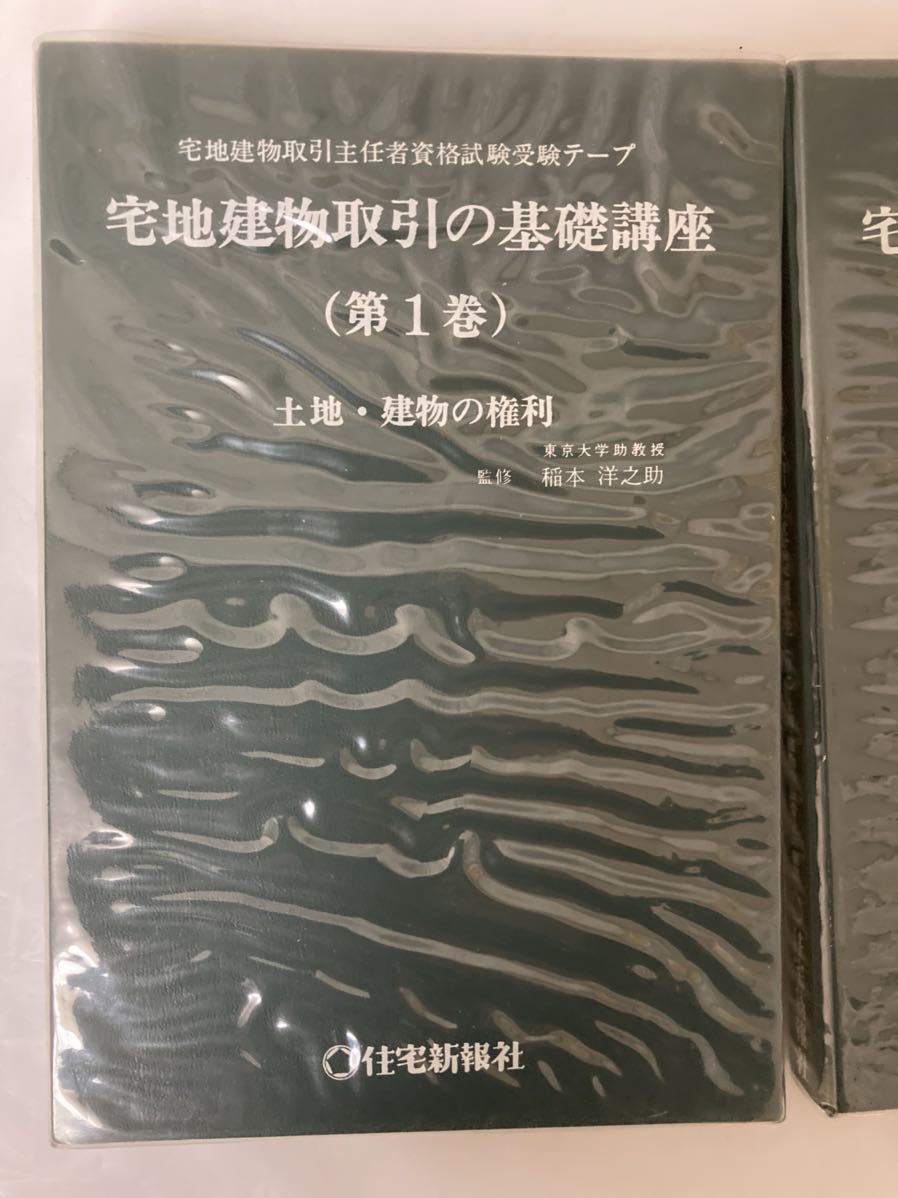 宅地建物取引主任者資格試験受験テープ
宅地建物取引の基礎講座
（第1巻）
土地・建物の権利
東京大学助教授
監修 稲本 洋之助
住宅新報社
宅